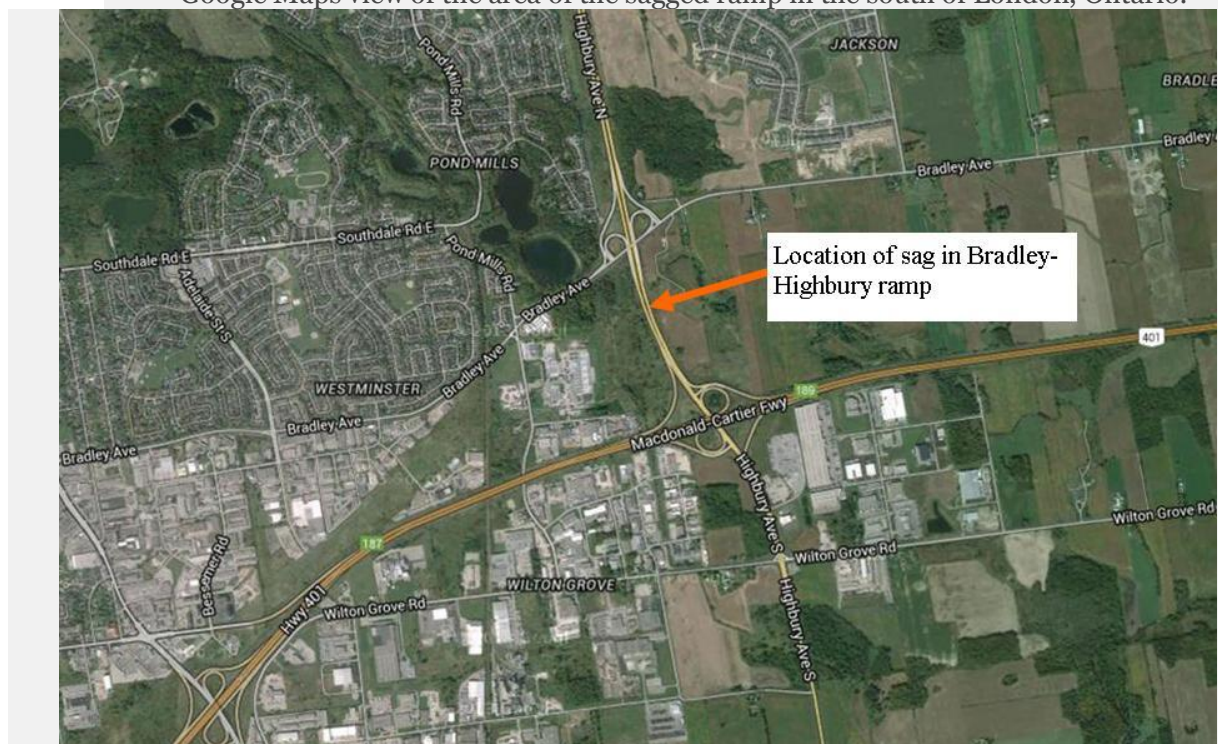 Google Maps view of the area of the sagged ramp in the south of London, Ontario.
JACKSON
Highbury Ave N
Pond Mills Rd
BRADLE
Bradley A
Bradley Ave
POND MILLS
Southdale Rd E
Southdale Rd E
Pond Mills Rd
Location of sag in Bradley-
Highbury ramp
Adelaide St S
Bradley Ave
401
Bradley Ave
WESTMINSTER
189
Macdonald-Cartier Fwy
Bradley Ave
Bradley Ave
Highbury Ave S
Wilton Grove Rd
187
Wilton Grove Rd
Bessemer Rd
WILTON GROVE
Highbury Ave S
Hwy 401
Wilton Grove Rd